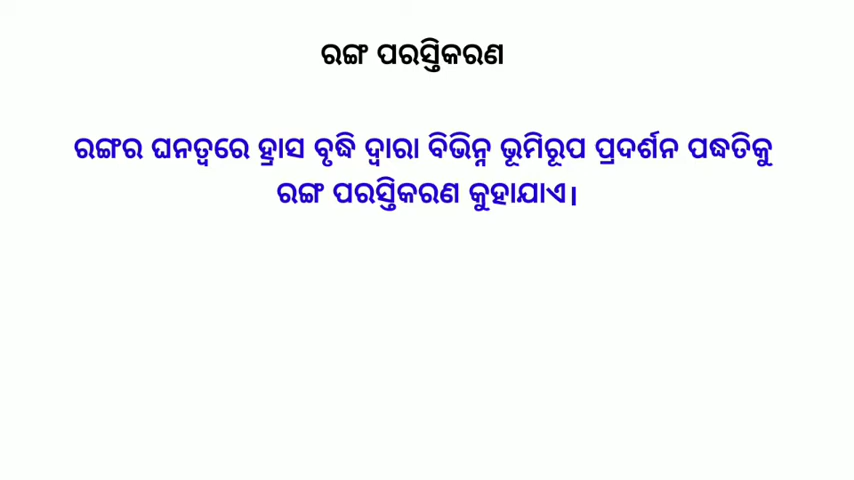 ରଙ୍ଗ ପରସ୍ତିକରଣ
ରଙ୍ଗର ଘନତ୍ୱରେ ହ୍ରାସ ବୃଦ୍ଧି ଦ୍ୱାରା ବିଭିନ୍ନ ଭୂମିରୂପ ପ୍ରଦର୍ଶନ ପଦ୍ଧତିକୁ
ରଙ୍ଗ ପରସ୍ତିକରଣ କୁହାଯାଏ।